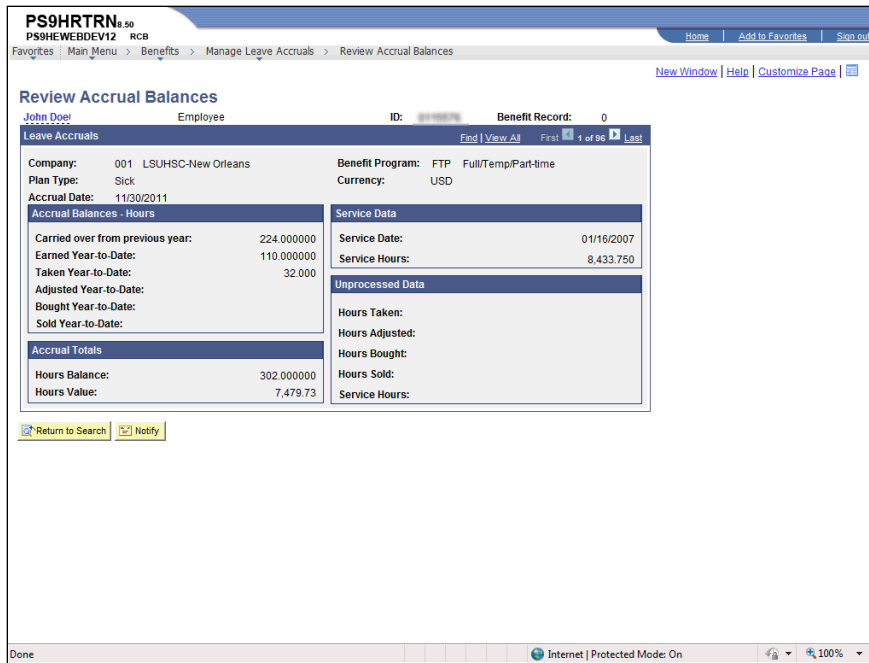 PS9HRTRN8.50
PS9HEWEBDEV12 RCB
Home | Add to Favorites | Sign out
Favorites Main Menu > Benefits > Manage Leave Accruals > Review Accrual Balances
New Window | Help | Customize Page |
Review Accrual Balances
John Doe Employee ID: Benefit Record: 0
Leave Accruals Find | View All First 1 of 96 Last
Company: 001 LSUHSC-New Orleans Benefit Program: FTP Full/Temp/Part-time
Plan Type: Sick Currency: USD
Accrual Date: 11/30/2011
Accrual Balances - Hours
Carried over from previous year: 224.000000
Earned Year-to-Date: 110.000000
Taken Year-to-Date: 32.000
Adjusted Year-to-Date:
Bought Year-to-Date:
Sold Year-to-Date:
Service Data
Service Date: 01/16/2007
Service Hours: 8,433.750
Unprocessed Data
Hours Taken:
Hours Adjusted:
Hours Bought:
Hours Sold:
Service Hours:
Accrual Totals
Hours Balance: 302.000000
Hours Value: 7,479.73
Return to Search Notify
Done Internet | Protected Mode: On 100%